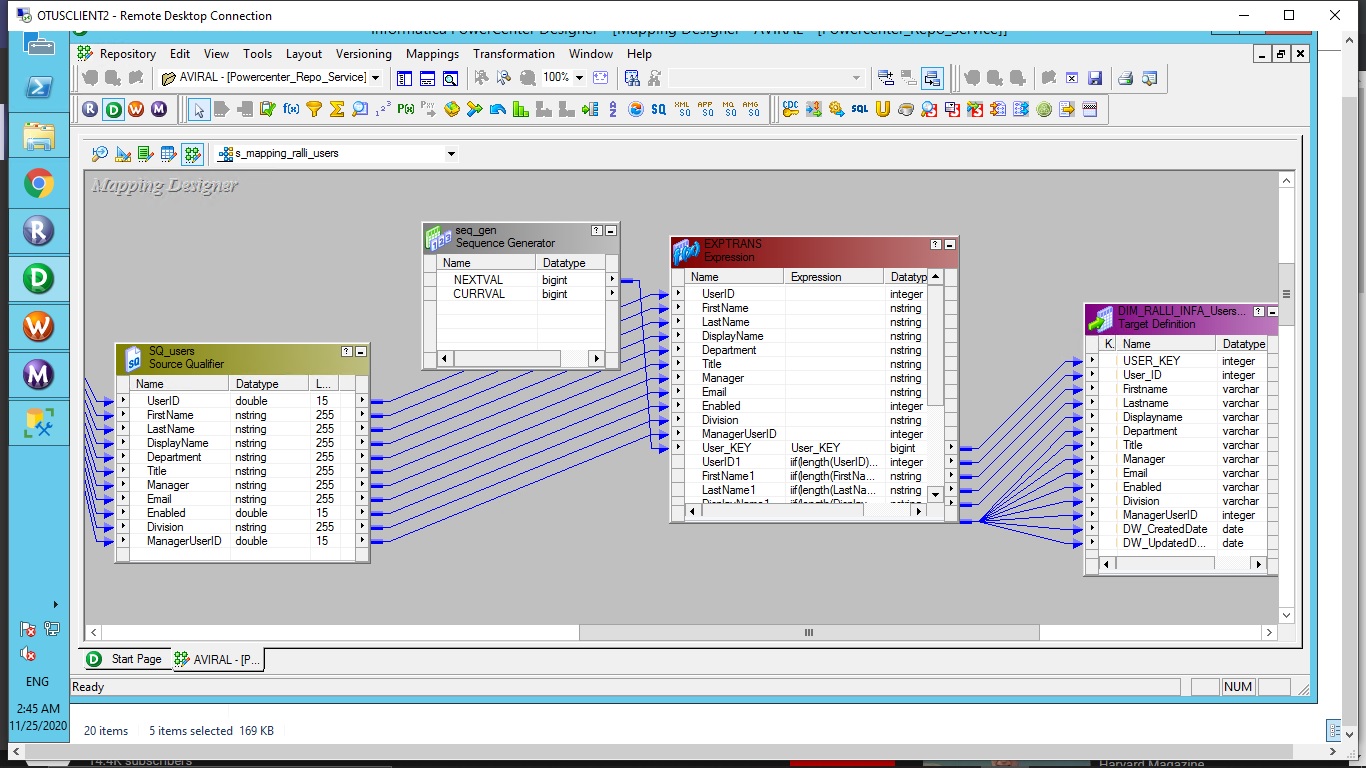 OTUSCLIENT2 - Remote Desktop Connection
Informatica PowerCenter Designer - [Mapping Designer - AVIRAL - [Powercenter_Repo_Service]]
Repository Edit View Tools Layout Versioning Mappings Transformation Window Help
AVIRAL - [Powercenter_Repo_Service] 100%
s_mapping_ralli_users
Mapping Designer
seq_gen
Sequence Generator
Name Datatype
NEXTVAL bigint
CURRVAL bigint
SQ_users
Source Qualifier
Name Datatype L...
UserID double 15
FirstName nstring 255
LastName nstring 255
DisplayName nstring 255
Department nstring 255
Title nstring 255
Manager nstring 255
Email nstring 255
Enabled double 15
Division nstring 255
ManagerUserID double 15
EXPTRANS
Expression
Name Expression Datatyp
UserID integer
FirstName nstring
LastName nstring
DisplayName nstring
Department nstring
Title nstring
Manager nstring
Email nstring
Enabled integer
Division nstring
ManagerUserID integer
User_KEY User_KEY bigint
UserID1 iif(length(UserID)... integer
FirstName1 iif(length(FirstNa... nstring
LastName1 iif(length(LastNa... nstring
DisplayName1 iif(length(Display... nstring
DIM_RALLI_INFA_Users...
Target Definition
K. Name Datatype
USER_KEY integer
User_ID integer
Firstname varchar
Lastname varchar
Displayname varchar
Department varchar
Title varchar
Manager varchar
Email varchar
Enabled varchar
Division varchar
ManagerUserID integer
DW_CreatedDate date
DW_UpdatedD... date
Start Page AVIRAL - [P...
Ready NUM
ENG
2:45 AM
11/25/2020
20 items 5 items selected 169 KB
14.4K subscribers
Harvard Magazine